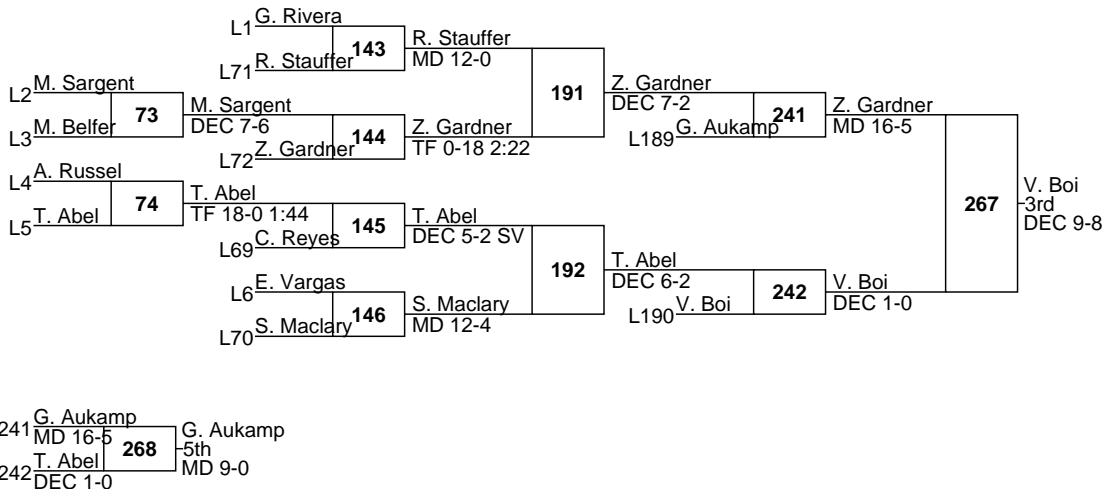 L1 G. Rivera
143
R. Stauffer
MD 12-0
L71 R. Stauffer
L2 M. Sargent
73
M. Sargent
DEC 7-6
L3 M. Belfer
144
Z. Gardner
TF 0-18 2:22
L72 Z. Gardner
191
Z. Gardner
DEC 7-2
L189 G. Aukamp
241
Z. Gardner
MD 16-5
L4 A. Russel
74
T. Abel
TF 18-0 1:44
L5 T. Abel
145
T. Abel
DEC 5-2 SV
L69 C. Reyes
192
T. Abel
DEC 6-2
L6 E. Vargas
146
S. Maclary
MD 12-4
L70 S. Maclary
L190 V. Boi
242
V. Boi
DEC 1-0
267
V. Boi
3rd
DEC 9-8
241 G. Aukamp
MD 16-5
268
G. Aukamp
5th
MD 9-0
242 T. Abel
DEC 1-0